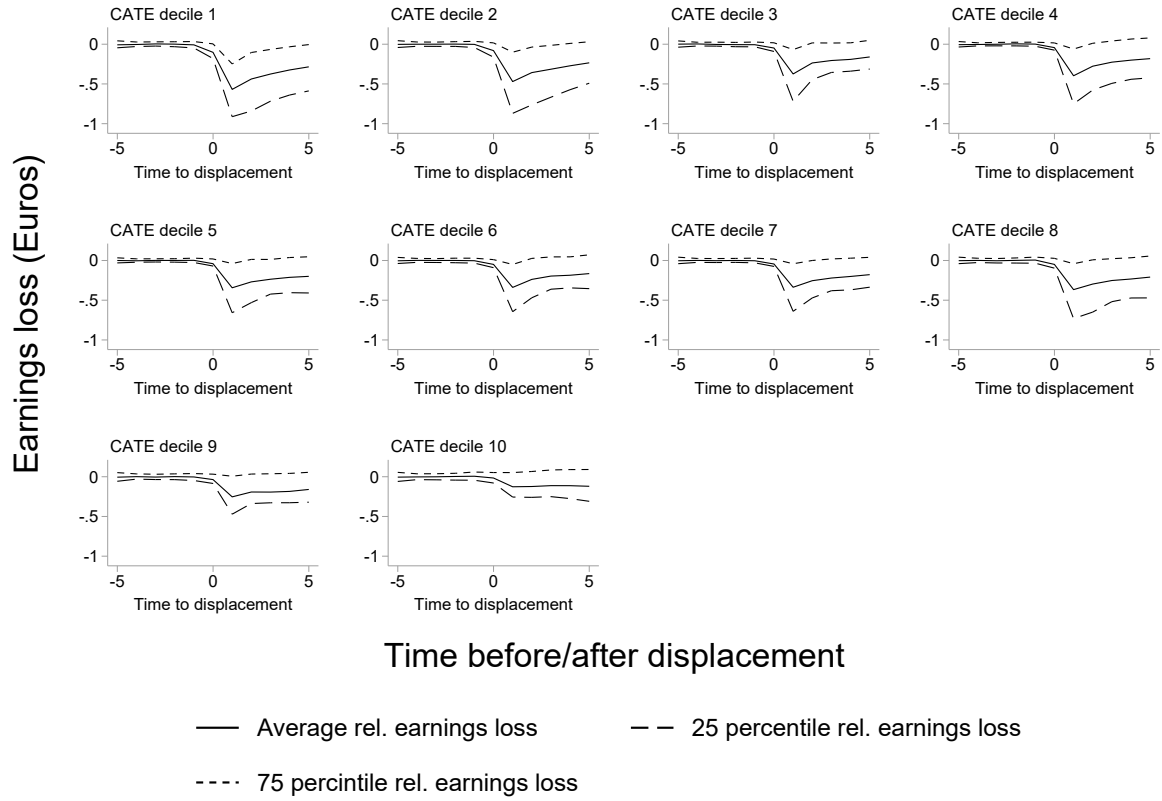 Earnings loss (Euros)
CATE decile 1
0
-.5
-1
-5 0 5
Time to displacement
CATE decile 2
0
-.5
-1
-5 0 5
Time to displacement
CATE decile 3
0
-.5
-1
-5 0 5
Time to displacement
CATE decile 4
0
-.5
-1
-5 0 5
Time to displacement
CATE decile 5
0
-.5
-1
-5 0 5
Time to displacement
CATE decile 6
0
-.5
-1
-5 0 5
Time to displacement
CATE decile 7
0
-.5
-1
-5 0 5
Time to displacement
CATE decile 8
0
-.5
-1
-5 0 5
Time to displacement
CATE decile 9
0
-.5
-1
-5 0 5
Time to displacement
CATE decile 10
0
-.5
-1
-5 0 5
Time to displacement
Time before/after displacement
Average rel. earnings loss
25 percentile rel. earnings loss
75 percintile rel. earnings loss